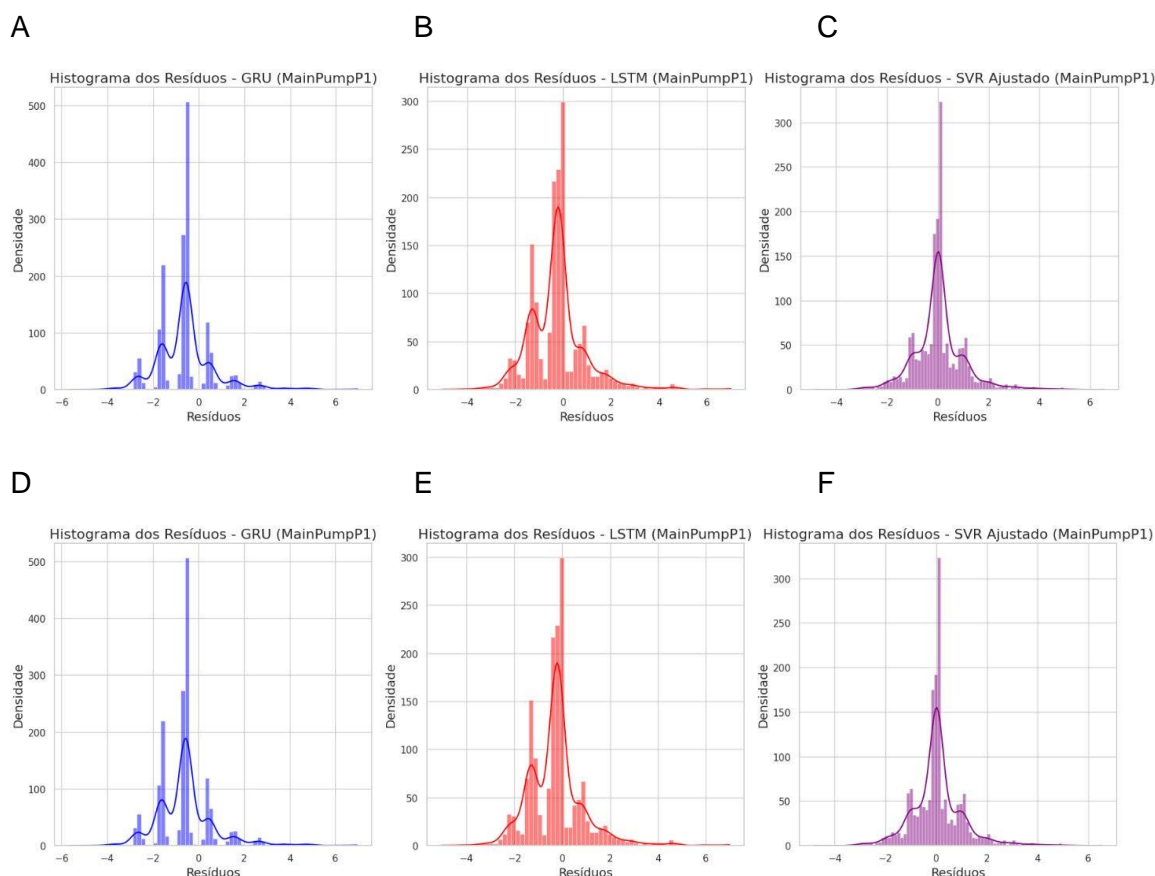 A B C
Histograma dos Resíduos - GRU (MainPumpP1) Histograma dos Resíduos - LSTM (MainPumpP1) Histograma dos Resíduos - SVR Ajustado (MainPumpP1)
Densidade
500
400
300
200
100
0
−6 −4 −2 0 2 4 6
Resíduos
Densidade
300
250
200
150
100
50
0
−4 −2 0 2 4 6
Resíduos
Densidade
300
250
200
150
100
50
0
−4 −2 0 2 4 6
Resíduos
D E F
Histograma dos Resíduos - GRU (MainPumpP1) Histograma dos Resíduos - LSTM (MainPumpP1) Histograma dos Resíduos - SVR Ajustado (MainPumpP1)
Densidade
500
400
300
200
100
0
−6 −4 −2 0 2 4 6
Resíduos
Densidade
300
250
200
150
100
50
0
−4 −2 0 2 4 6
Resíduos
Densidade
300
250
200
150
100
50
0
−4 −2 0 2 4 6
Resíduos